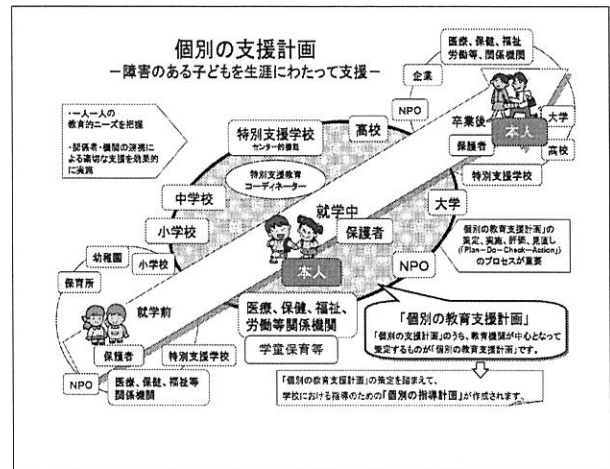 個別の支援計画
－障害のある子どもを生涯にわたって支援－
・一人一人の
教育的ニーズを把握
・関係者・機関の連携に
よる適切な支援を効果的
に実施
医療、保健、福祉
労働等、関係機関
企業
NPO
卒業後
本人
大学
高校
保護者
特別支援学校
特別支援学校
センター的機能
高校
特別支援教育
コーディネーター
中学校
小学校
就学中
保護者
本人
大学
NPO
医療、保健、福祉、
労働等関係機関
学童保育等
幼稚園
保育所
小学校
就学前
保護者
特別支援学校
NPO
医療、保健、福祉等
関係機関
個別の教育支援計画」の
策定、実施、評価、見直し
(「Plan－Do－Check－Action」)
のプロセスが重要
「個別の教育支援計画」
「個別の支援計画」のうち、教育機関が中心となって
策定するものが「個別の教育支援計画」です。
「個別の教育支援計画」の策定を踏まえて、
学校における指導のための「個別の指導計画」が作成されます。